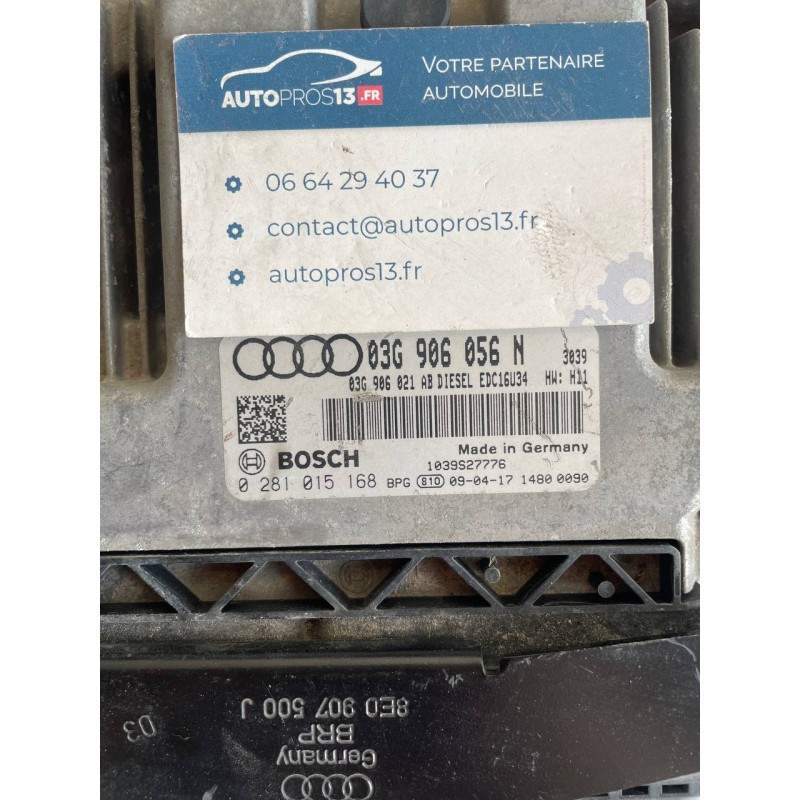 AUTOPROS13.FR
VOTRE PARTENAIRE
AUTOMOBILE
06 64 29 40 37
contact@autopros13.fr
autopros13.fr
03G 906 056 N 3039
03G 906 021 AB DIESEL EDC16U34 HW: H11
Made in Germany
BOSCH 1039S27776
0 281 015 168 BPG 810 09-04-17 1480 0090
8E0 907 500 J
03
BRP
Germany